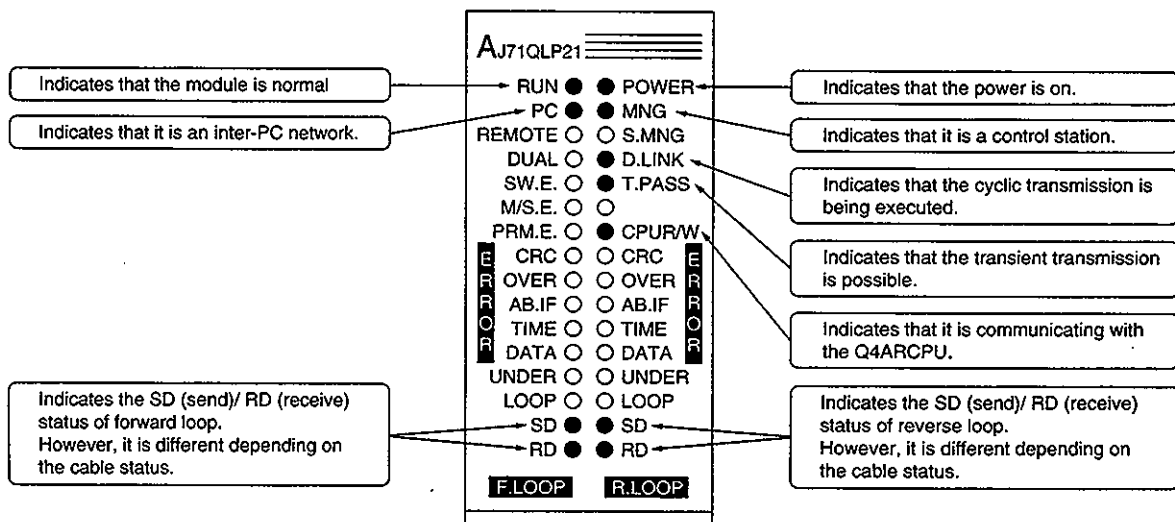 AJ71QLP21
Indicates that the module is normal
Indicates that it is an inter-PC network.
RUN POWER
PC MNG
REMOTE S.MNG
DUAL D.LINK
SW.E. T.PASS
M/S.E.
PRM.E. CPUR/W
CRC CRC
OVER OVER
AB.IF AB.IF
TIME TIME
DATA DATA
UNDER UNDER
LOOP LOOP
SD SD
RD RD
ERROR
ERROR
F.LOOP R.LOOP
Indicates that the power is on.
Indicates that it is a control station.
Indicates that the cyclic transmission is
being executed.
Indicates that the transient transmission
is possible.
Indicates that it is communicating with
the Q4ARCPU.
Indicates the SD (send)/ RD (receive)
status of forward loop.
However, it is different depending on
the cable status.
Indicates the SD (send)/ RD (receive)
status of reverse loop.
However, it is different depending on
the cable status.